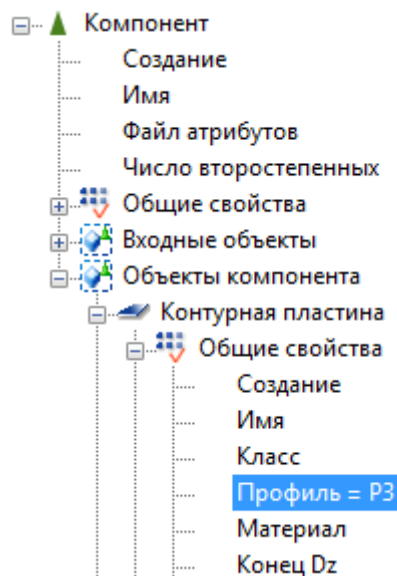 Компонент
Создание
Имя
Файл атрибутов
Число второстепенных
Общие свойства
Входные объекты
Объекты компонента
Контурная пластина
Общие свойства
Создание
Имя
Класс
Профиль = P3
Материал
Конец Dz